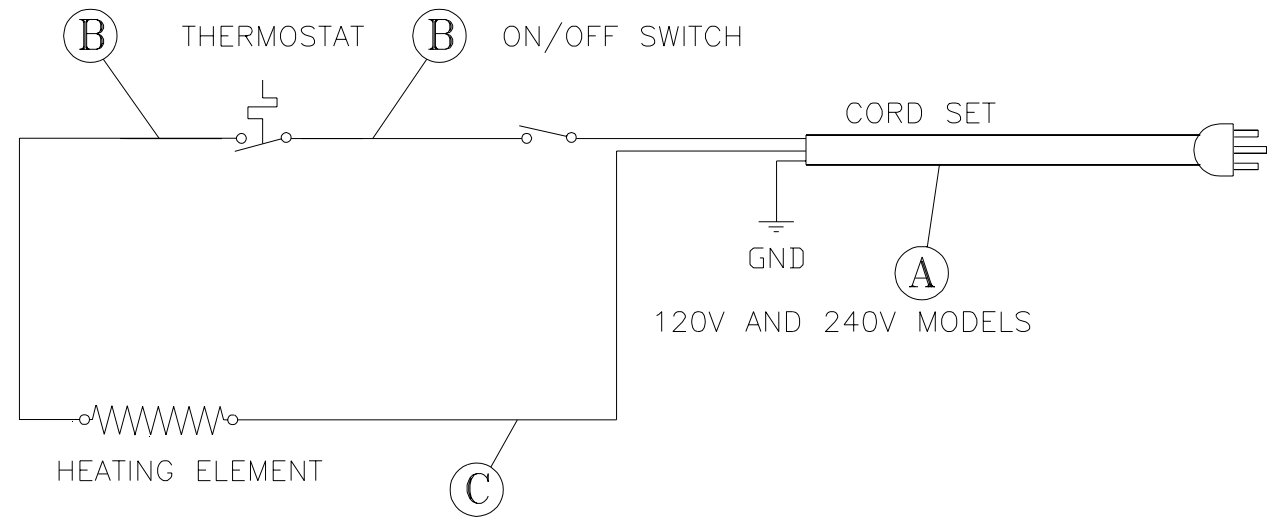 B THERMOSTAT B ON/OFF SWITCH
CORD SET
GND
A
120V AND 240V MODELS
HEATING ELEMENT
C